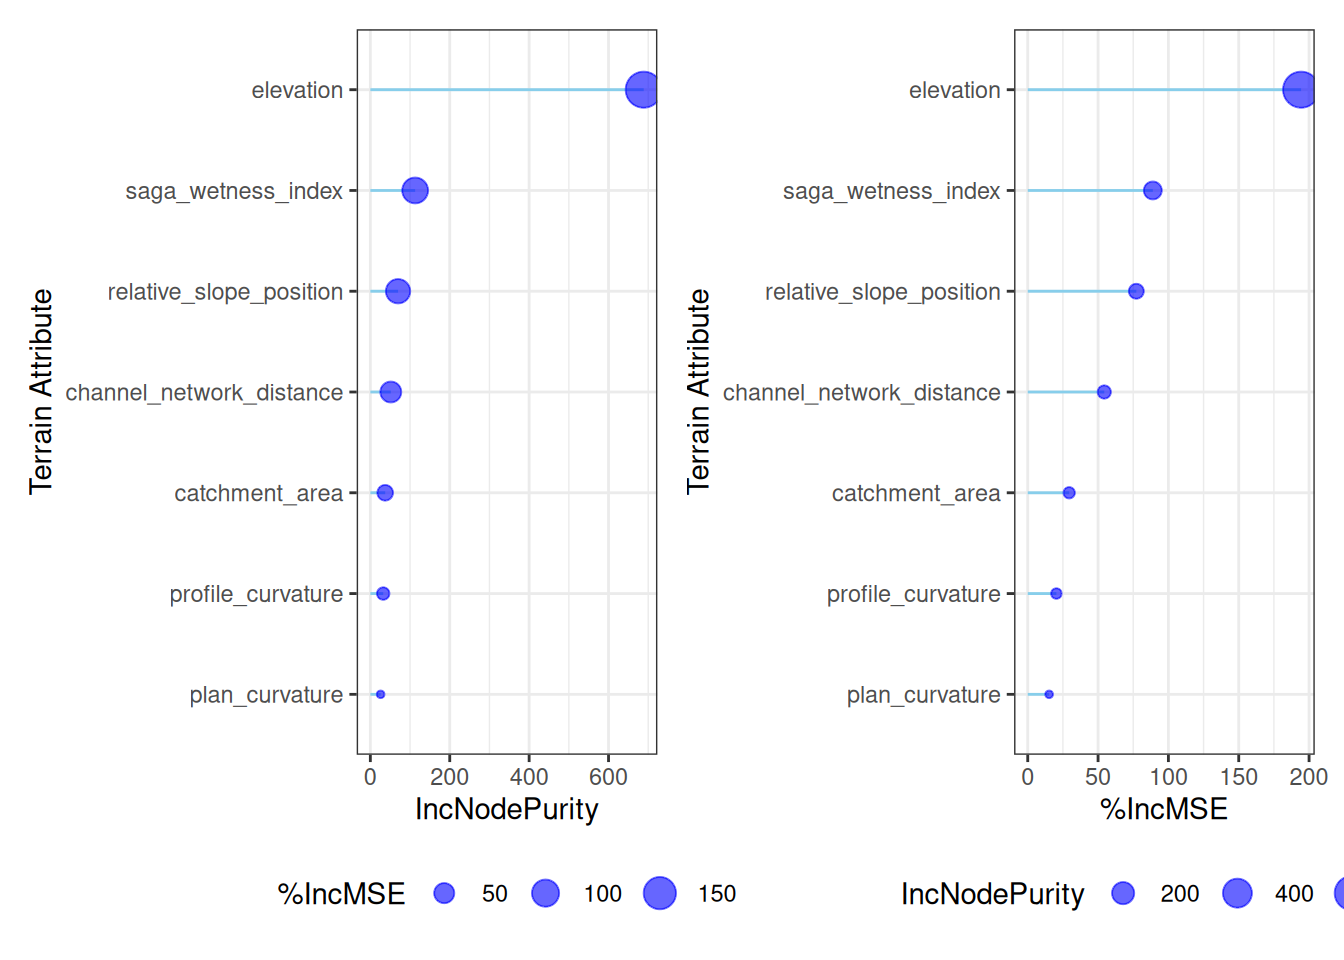 Terrain Attribute
elevation
saga_wetness_index
relative_slope_position
channel_network_distance
catchment_area
profile_curvature
plan_curvature
0 200 400 600
IncNodePurity
%IncMSE 50 100 150
Terrain Attribute
elevation
saga_wetness_index
relative_slope_position
channel_network_distance
catchment_area
profile_curvature
plan_curvature
0 50 100 150 200
%IncMSE
IncNodePurity 200 400